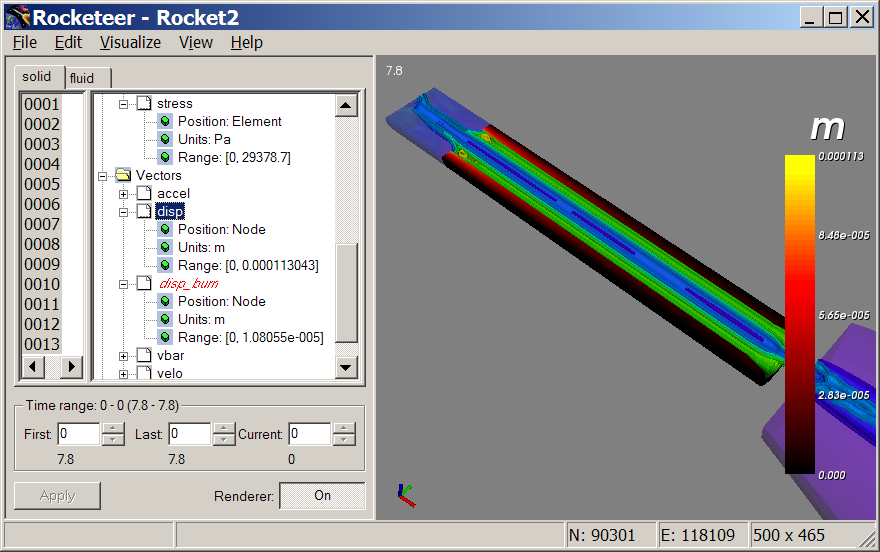 Rocketeer - Rocket2
File Edit Visualize View Help
solid fluid
0001
0002
0003
0004
0005
0006
0007
0008
0009
0010
0011
0012
0013
stress
Position: Element
Units: Pa
Range: [0, 29378.7]
Vectors
accel
disp
Position: Node
Units: m
Range: [0, 0.000113043]
disp_burn
Position: Node
Units: m
Range: [0, 1.08055e-005]
vbar
velo
Time range: 0 - 0 (7.8 - 7.8)
First: 0 Last: 0 Current: 0
7.8 7.8 0
Apply Renderer: On
7.8
m
0.000113
8.48e-005
5.65e-005
2.83e-005
0.000
N: 90301 E: 118109 500 x 465